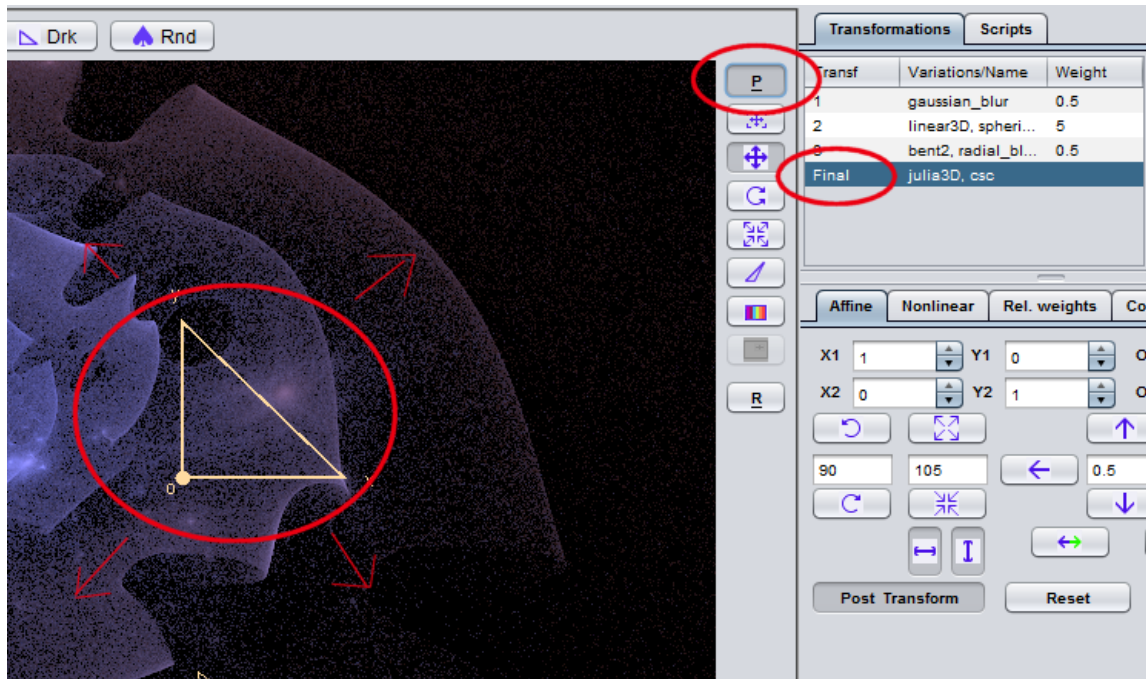 Drk Rnd
Transformations Scripts
Transf Variations/Name Weight
1 gaussian_blur 0.5
2 linear3D, spheri... 5
3 bent2, radial_bl... 0.5
Final julia3D, csc
P
R
y
x
o
Affine Nonlinear Rel. weights Co
X1 1 Y1 0 O
X2 0 Y2 1 O
90 105 0.5
Post Transform Reset